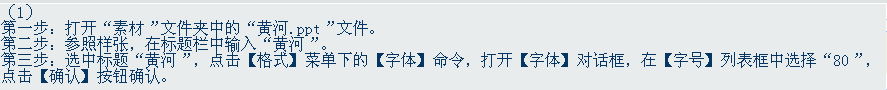 （1）
第一步：打开“素材”文件夹中的“黄河.ppt”文件。
第二步：参照样张，在标题栏中输入“黄河”。
第三步：选中标题“黄河”，点击【格式】菜单下的【字体】命令，打开【字体】对话框，在【字号】列表框中选择“80”，
点击【确认】按钮确认。